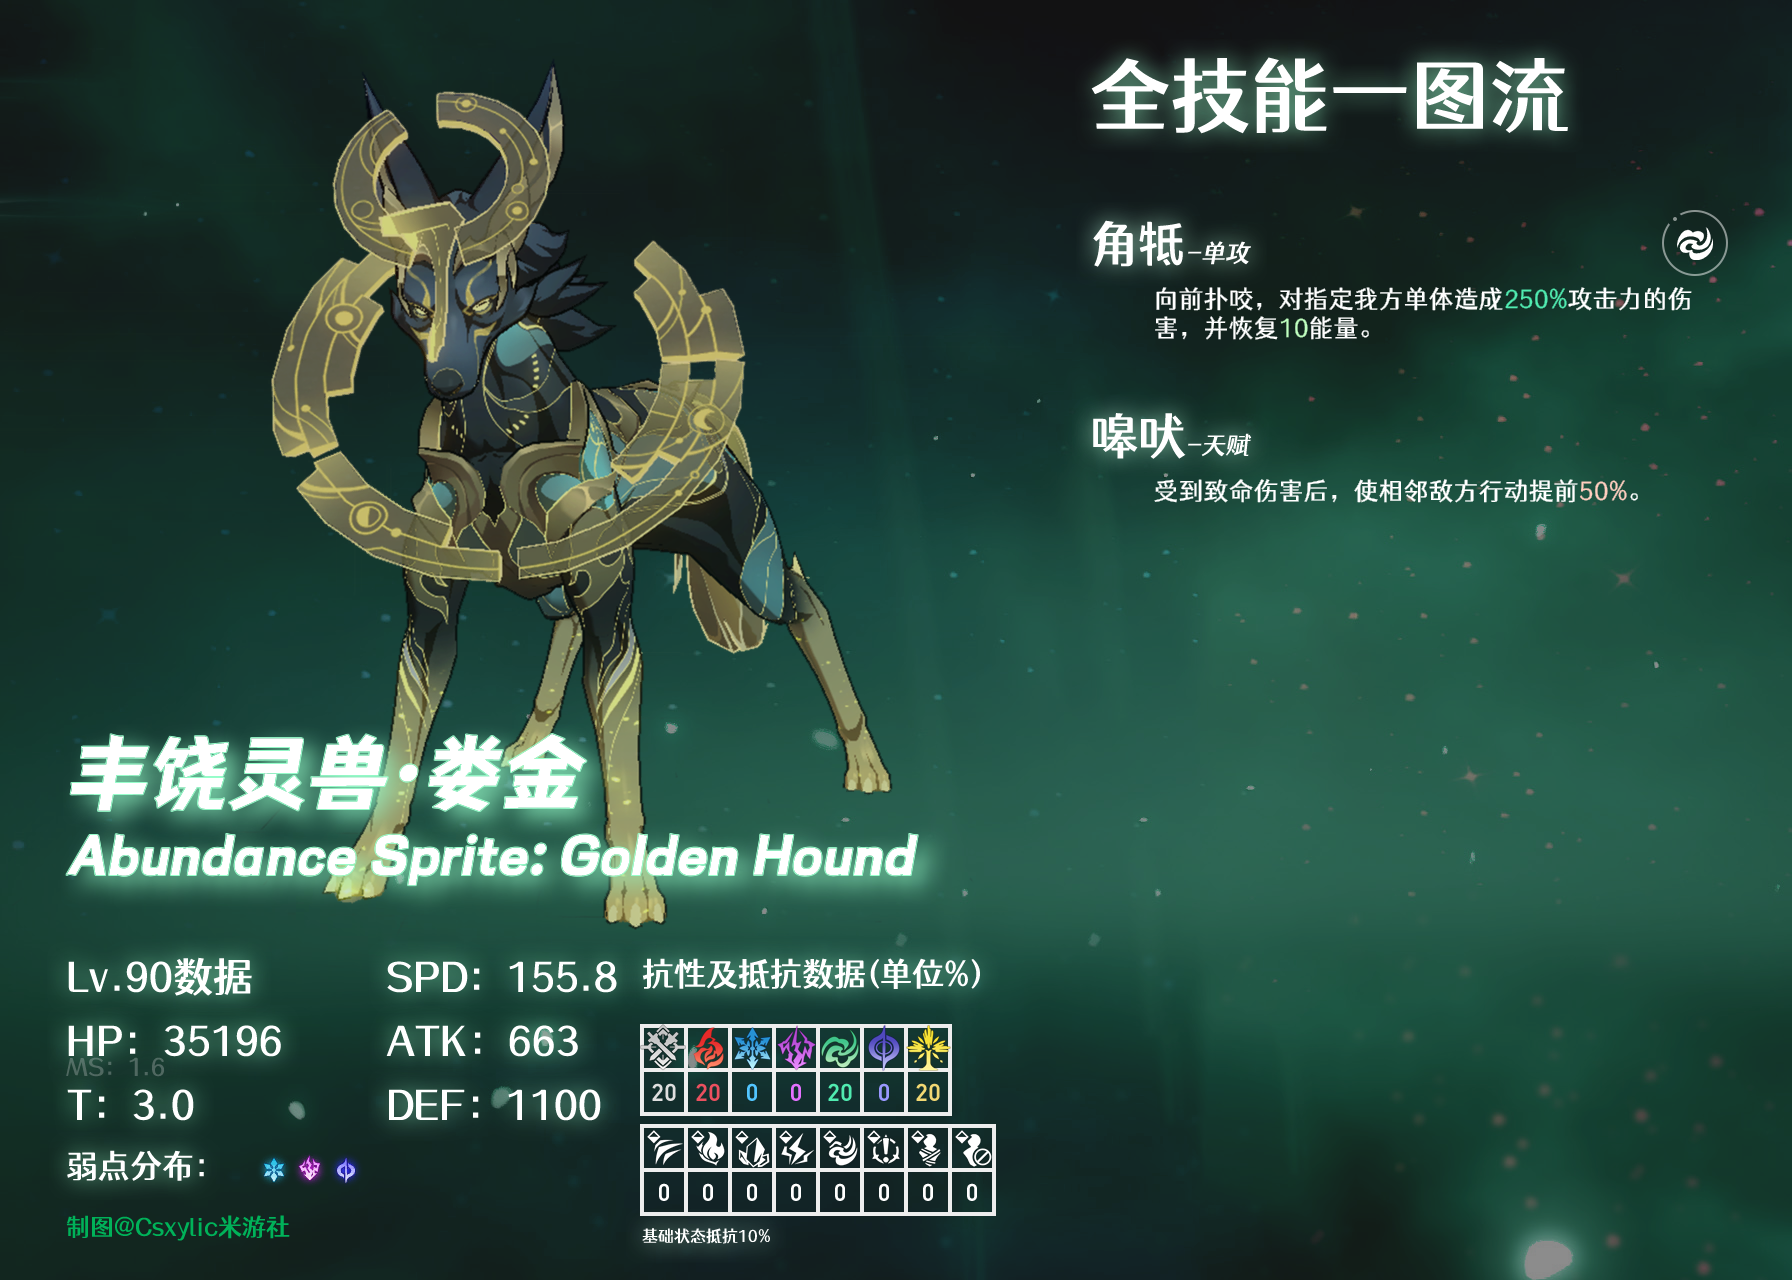 全技能一图流
角牴-单攻
向前扑咬，对指定我方单体造成250%攻击力的伤
害，并恢复10能量。
嗥吠-天赋
受到致命伤害后，使相邻敌方行动提前50%。
丰饶灵兽·娄金
Abundance Sprite: Golden Hound
Lv.90数据
SPD：155.8
HP：35196
ATK：663
MS：1.6
T：3.0
DEF：1100
弱点分布：
制图@Csxylic米游社
抗性及抵抗数据(单位%)
20 20 0 0 20 0 20
0 0 0 0 0 0 0 0
基础状态抵抗10%